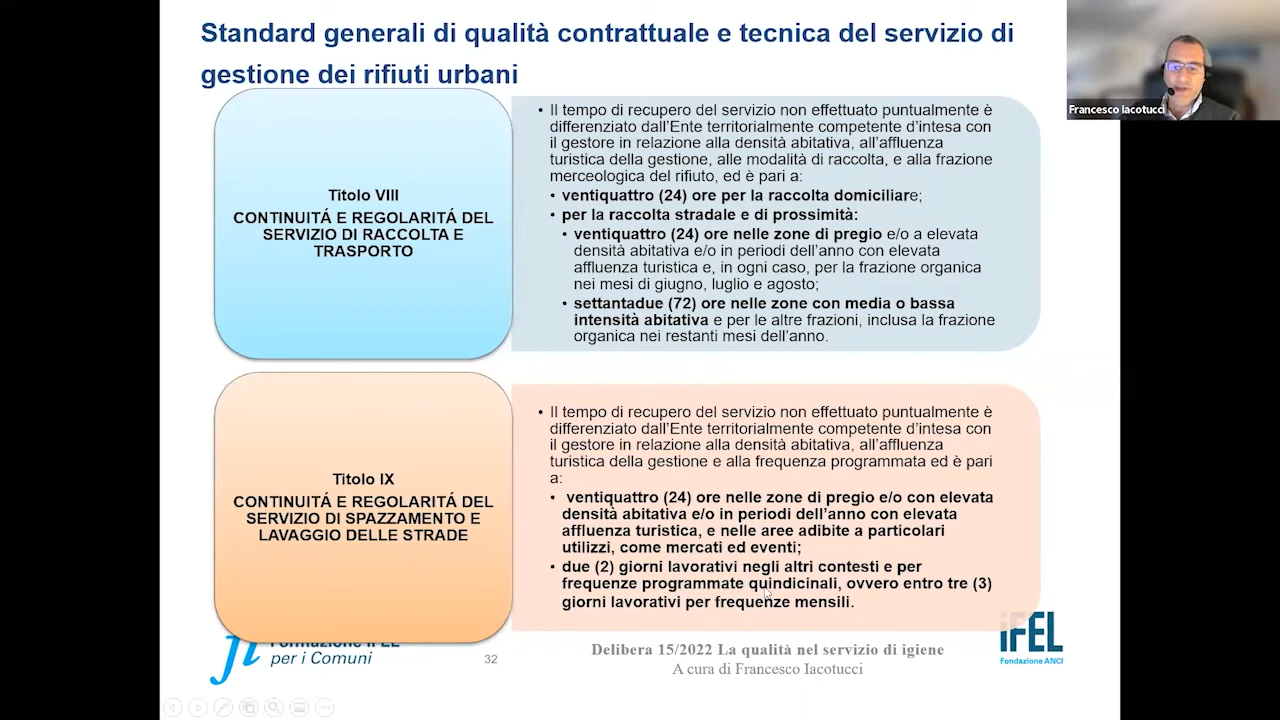 Standard generali di qualità contrattuale e tecnica del servizio di
gestione dei rifiuti urbani
Francesco Iacotucci
Titolo VIII
CONTINUITÁ E REGOLARITÁ DEL
SERVIZIO DI RACCOLTA E
TRASPORTO
• Il tempo di recupero del servizio non effettuato puntualmente è
differenziato dall'Ente territorialmente competente d'intesa con
il gestore in relazione alla densità abitativa, all'affluenza
turistica della gestione, alle modalità di raccolta, e alla frazione
merceologica del rifiuto, ed è pari a:
• ventiquattro (24) ore per la raccolta domiciliare;
• per la raccolta stradale e di prossimità:
• ventiquattro (24) ore nelle zone di pregio e/o a elevata
densità abitativa e/o in periodi dell'anno con elevata
affluenza turistica e, in ogni caso, per la frazione organica
nei mesi di giugno, luglio e agosto;
• settantadue (72) ore nelle zone con media o bassa
intensità abitativa e per le altre frazioni, inclusa la frazione
organica nei restanti mesi dell'anno.
Titolo IX
CONTINUITÁ E REGOLARITÁ DEL
SERVIZIO DI SPAZZAMENTO E
LAVAGGIO DELLE STRADE
• Il tempo di recupero del servizio non effettuato puntualmente è
differenziato dall'Ente territorialmente competente d'intesa con
il gestore in relazione alla densità abitativa, all'affluenza
turistica della gestione e alla frequenza programmata ed è pari
a:
• ventiquattro (24) ore nelle zone di pregio e/o con elevata
densità abitativa e/o in periodi dell'anno con elevata
affluenza turistica, e nelle aree adibite a particolari
utilizzi, come mercati ed eventi;
• due (2) giorni lavorativi negli altri contesti e per
frequenze programmate quindicinali, ovvero entro tre (3)
giorni lavorativi per frequenze mensili.
Formazione IFEL
per i Comuni
32
Delibera 15/2022 La qualità nel servizio di igiene
A cura di Francesco Iacotucci
iFEL
Fondazione ANCI